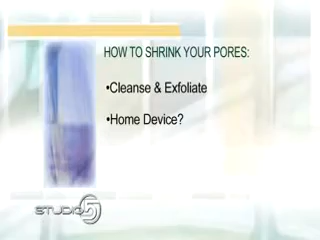 HOW TO SHRINK YOUR PORES:
•Cleanse & Exfoliate
•Home Device?
STUDIO 5